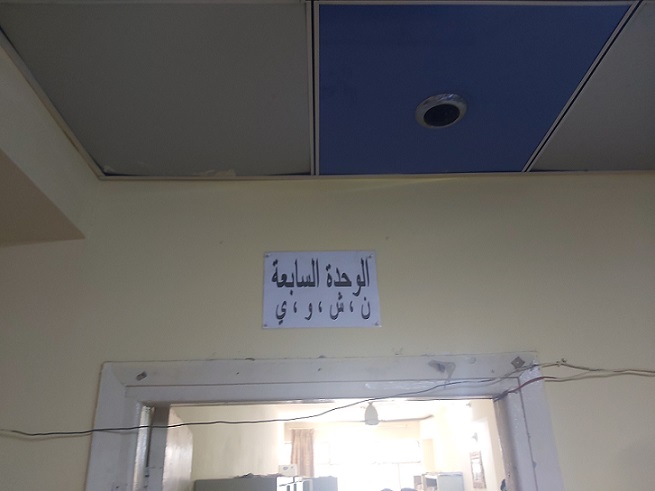 الوحدة السابعة
ن ، ش ، و ، ي